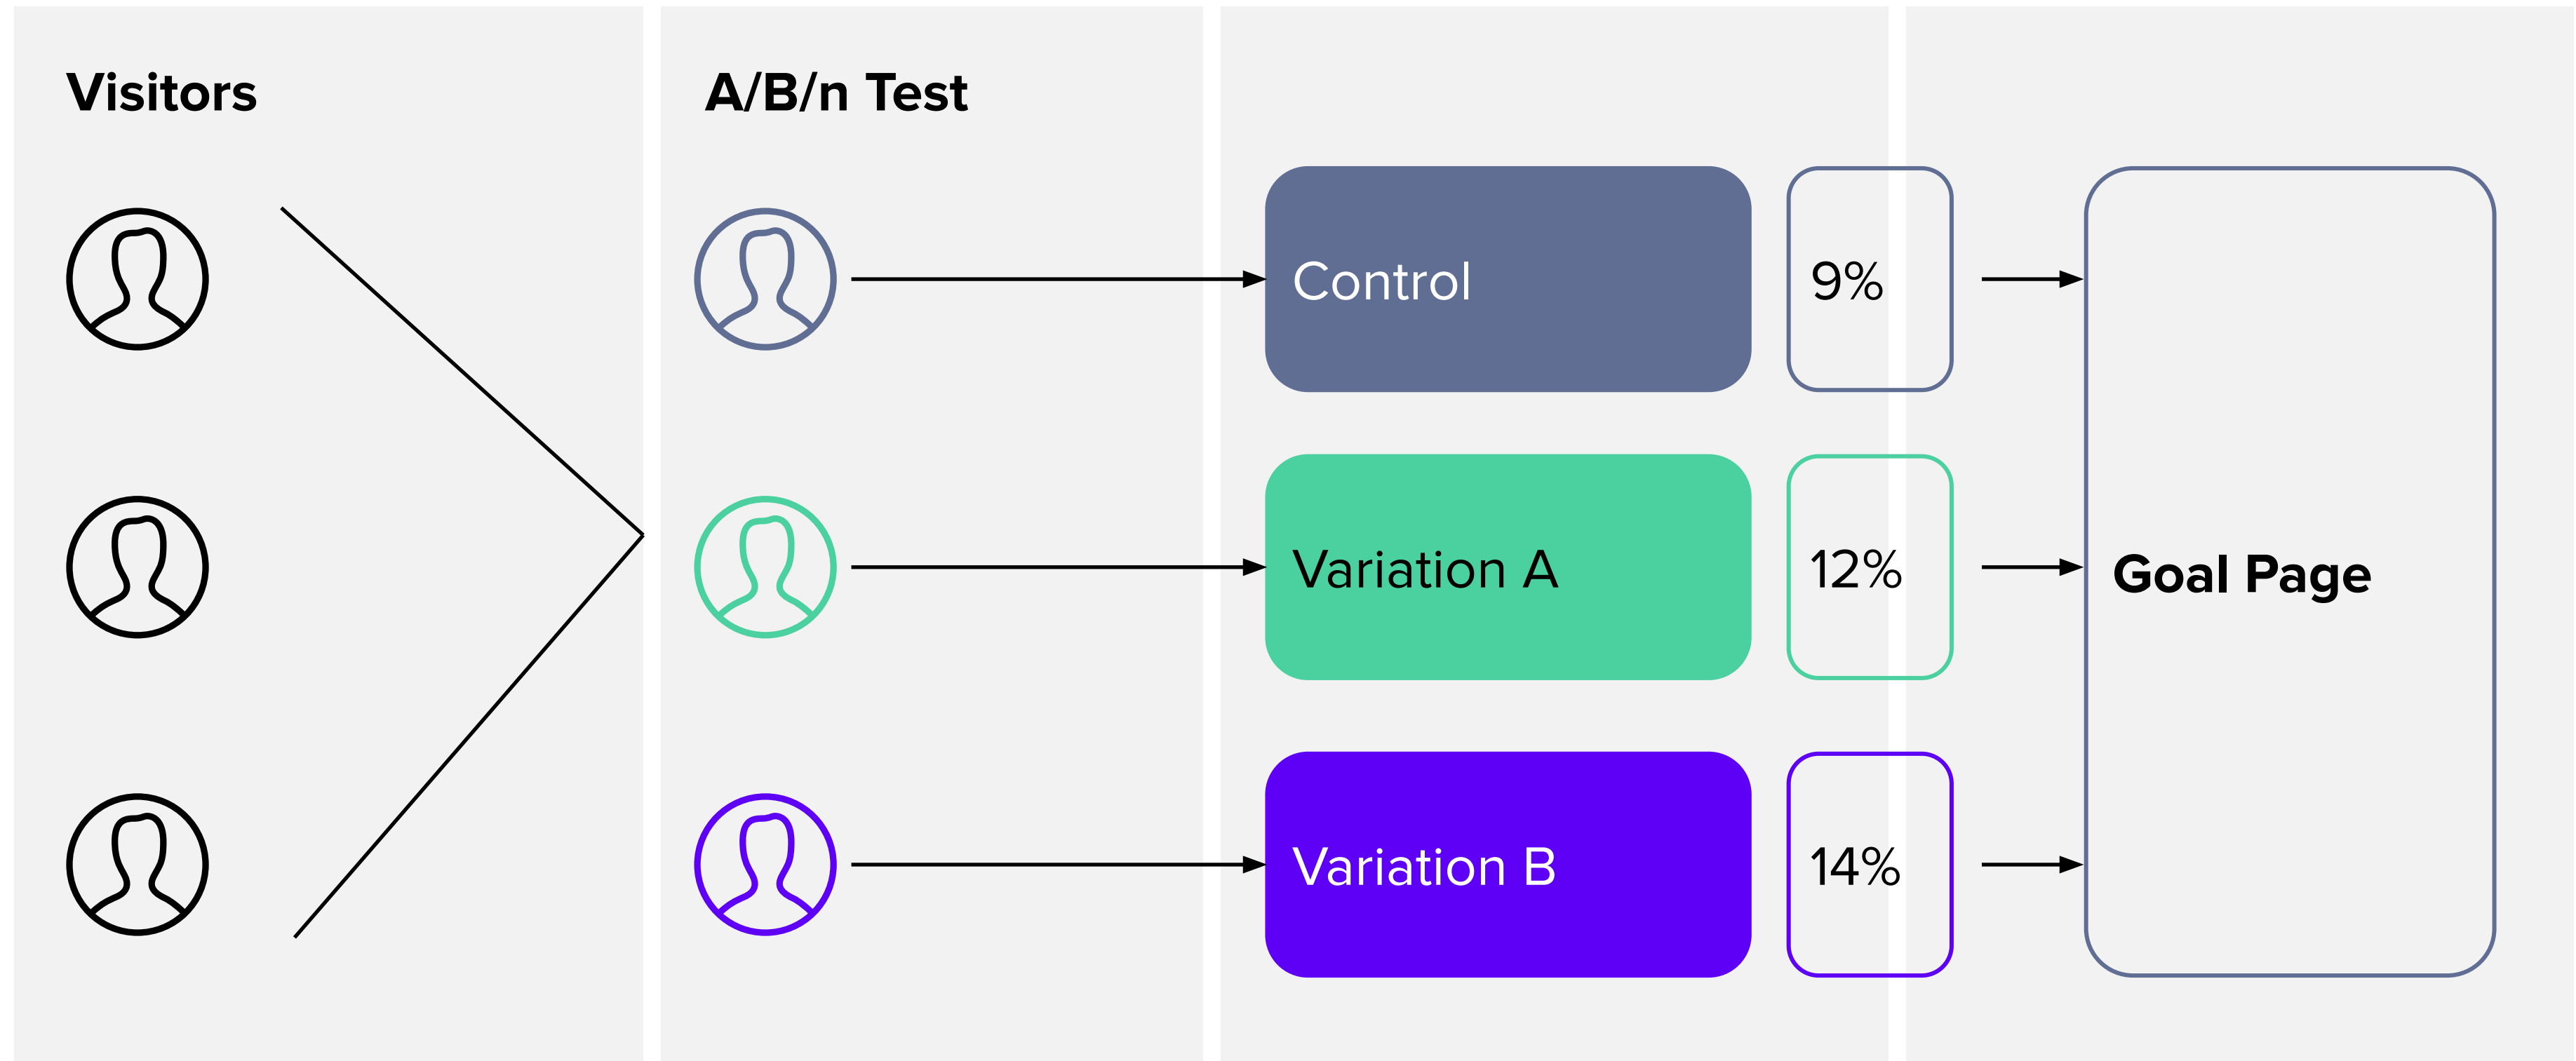 Visitors
A/B/n Test
Control
9%
Variation A
12%
Goal Page
Variation B
14%